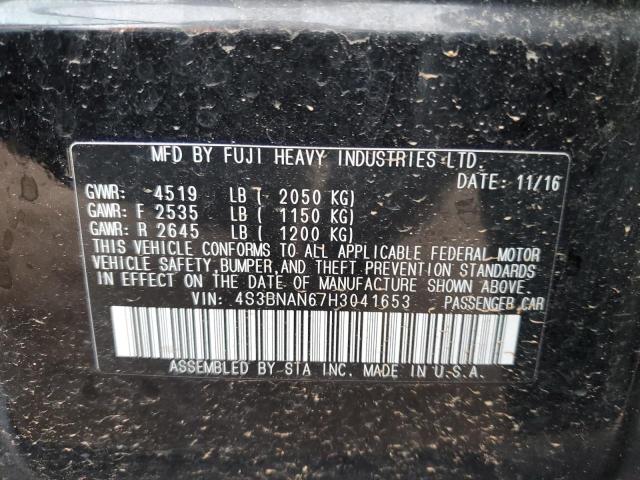 MFD BY FUJI HEAVY INDUSTRIES LTD.
DATE: 11/16
GVWR: 4519 LB ( 2050 KG)
GAWR: F 2535 LB ( 1150 KG)
GAWR: R 2645 LB ( 1200 KG)
THIS VEHICLE CONFORMS TO ALL APPLICABLE FEDERAL MOTOR
VEHICLE SAFETY, BUMPER, AND THEFT PREVENTION STANDARDS
IN EFFECT ON THE DATE OF MANUFACTURE SHOWN ABOVE.
VIN: 4S3BNAN67H3041653 PASSENGER CAR
ASSEMBLED BY STA INC. MADE IN U.S.A.